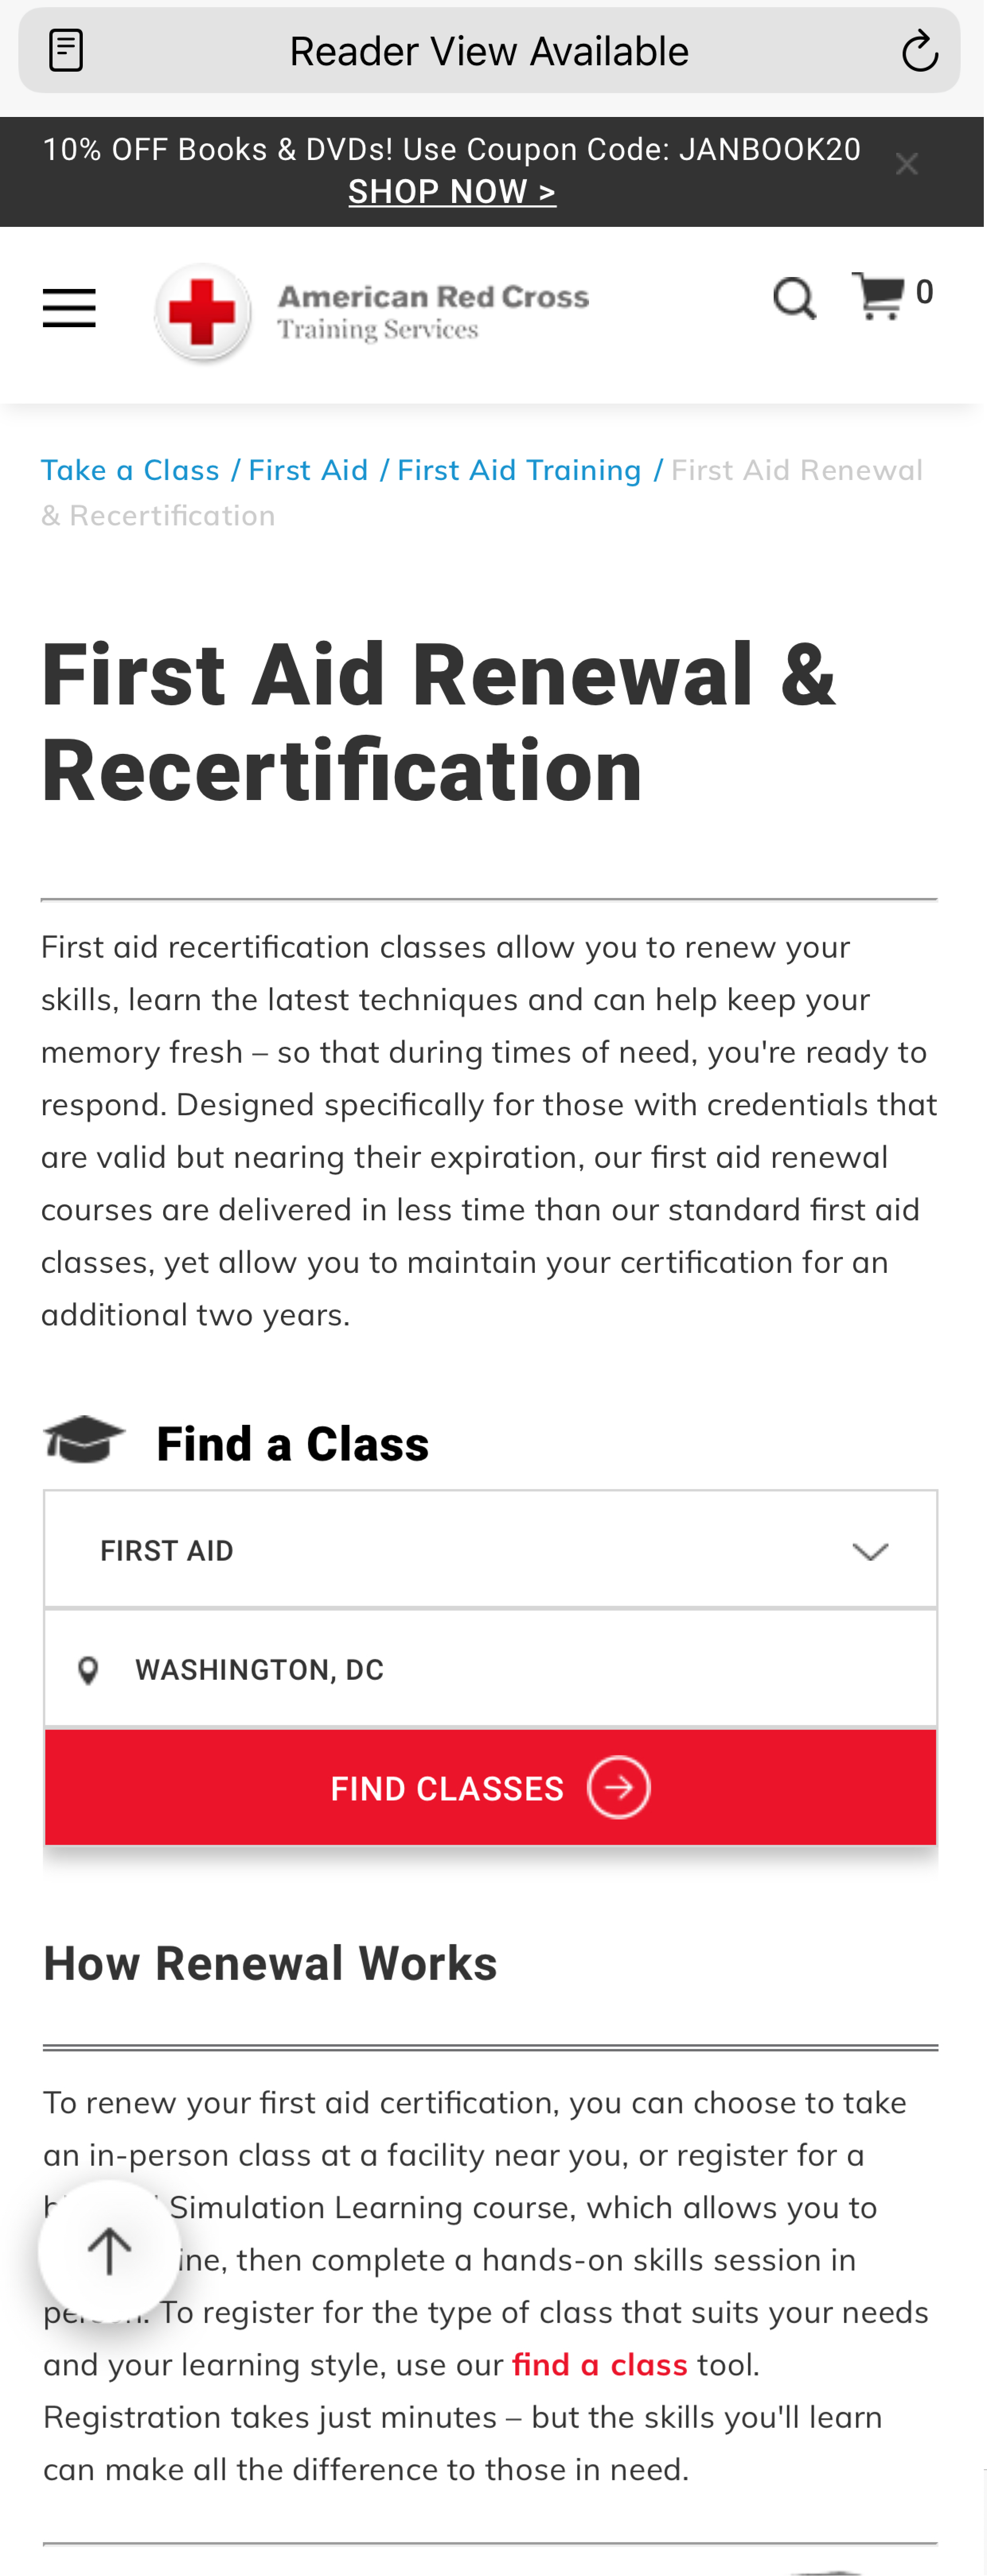 Reader View Available
10% OFF Books & DVDs! Use Coupon Code: JANBOOK20
SHOP NOW >
American Red Cross
Training Services
0
Take a Class / First Aid / First Aid Training / First Aid Renewal
& Recertification
First Aid Renewal &
Recertification
First aid recertification classes allow you to renew your
skills, learn the latest techniques and can help keep your
memory fresh – so that during times of need, you're ready to
respond. Designed specifically for those with credentials that
are valid but nearing their expiration, our first aid renewal
courses are delivered in less time than our standard first aid
classes, yet allow you to maintain your certification for an
additional two years.
Find a Class
FIRST AID
WASHINGTON, DC
FIND CLASSES
How Renewal Works
To renew your first aid certification, you can choose to take
an in-person class at a facility near you, or register for a
Simulation Learning course, which allows you to
then complete a hands-on skills session in
To register for the type of class that suits your needs
and your learning style, use our find a class tool.
Registration takes just minutes – but the skills you'll learn
can make all the difference to those in need.